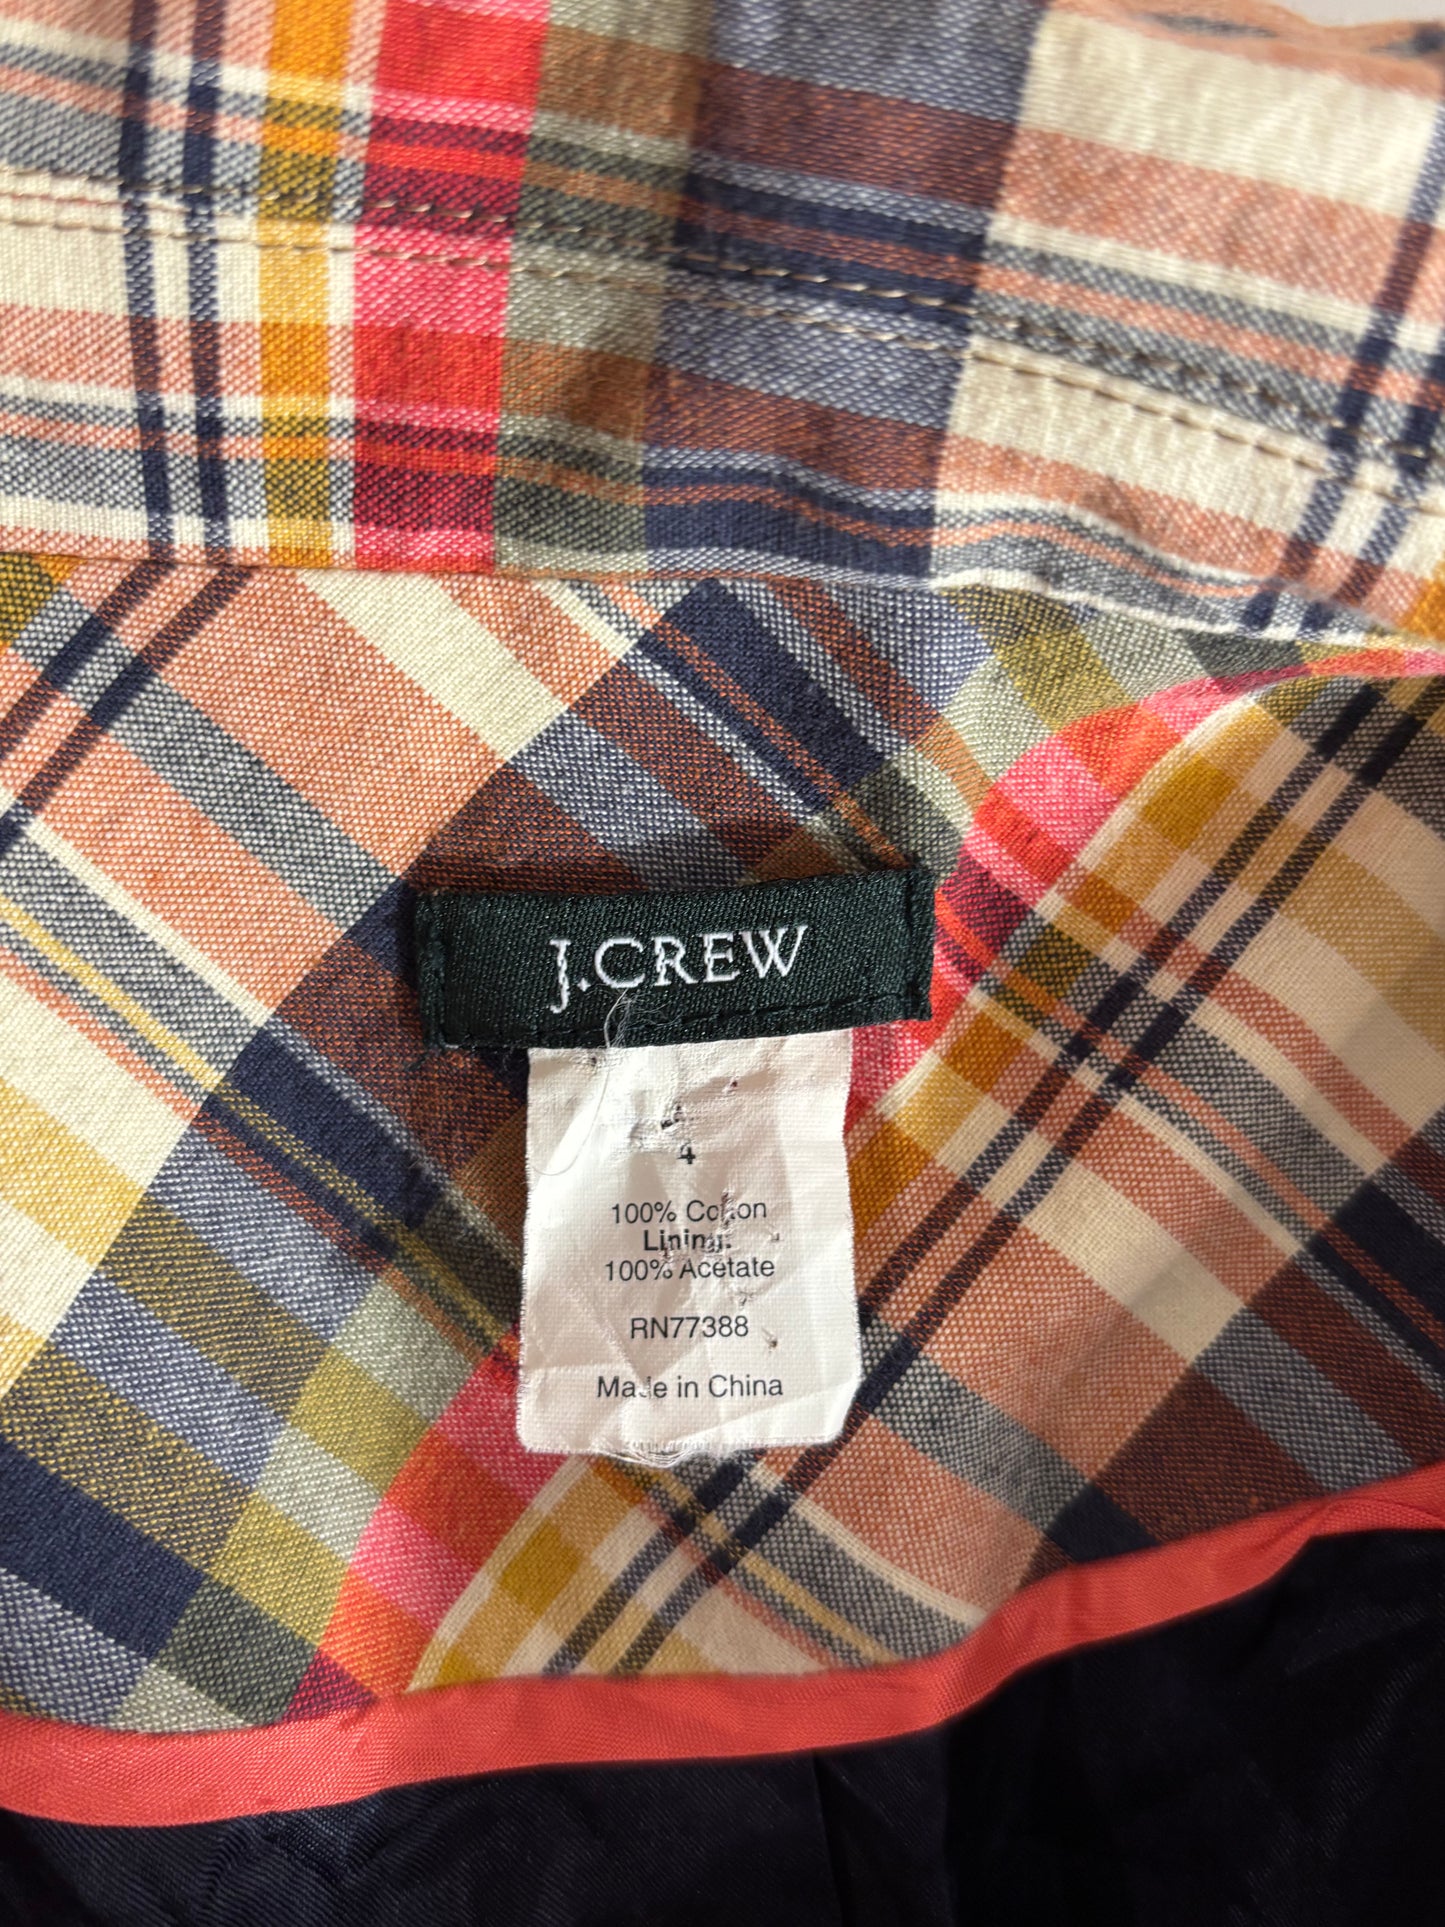 J.CREW
4
100% Cotton
Lining:
100% Acetate
RN77388
Made in China